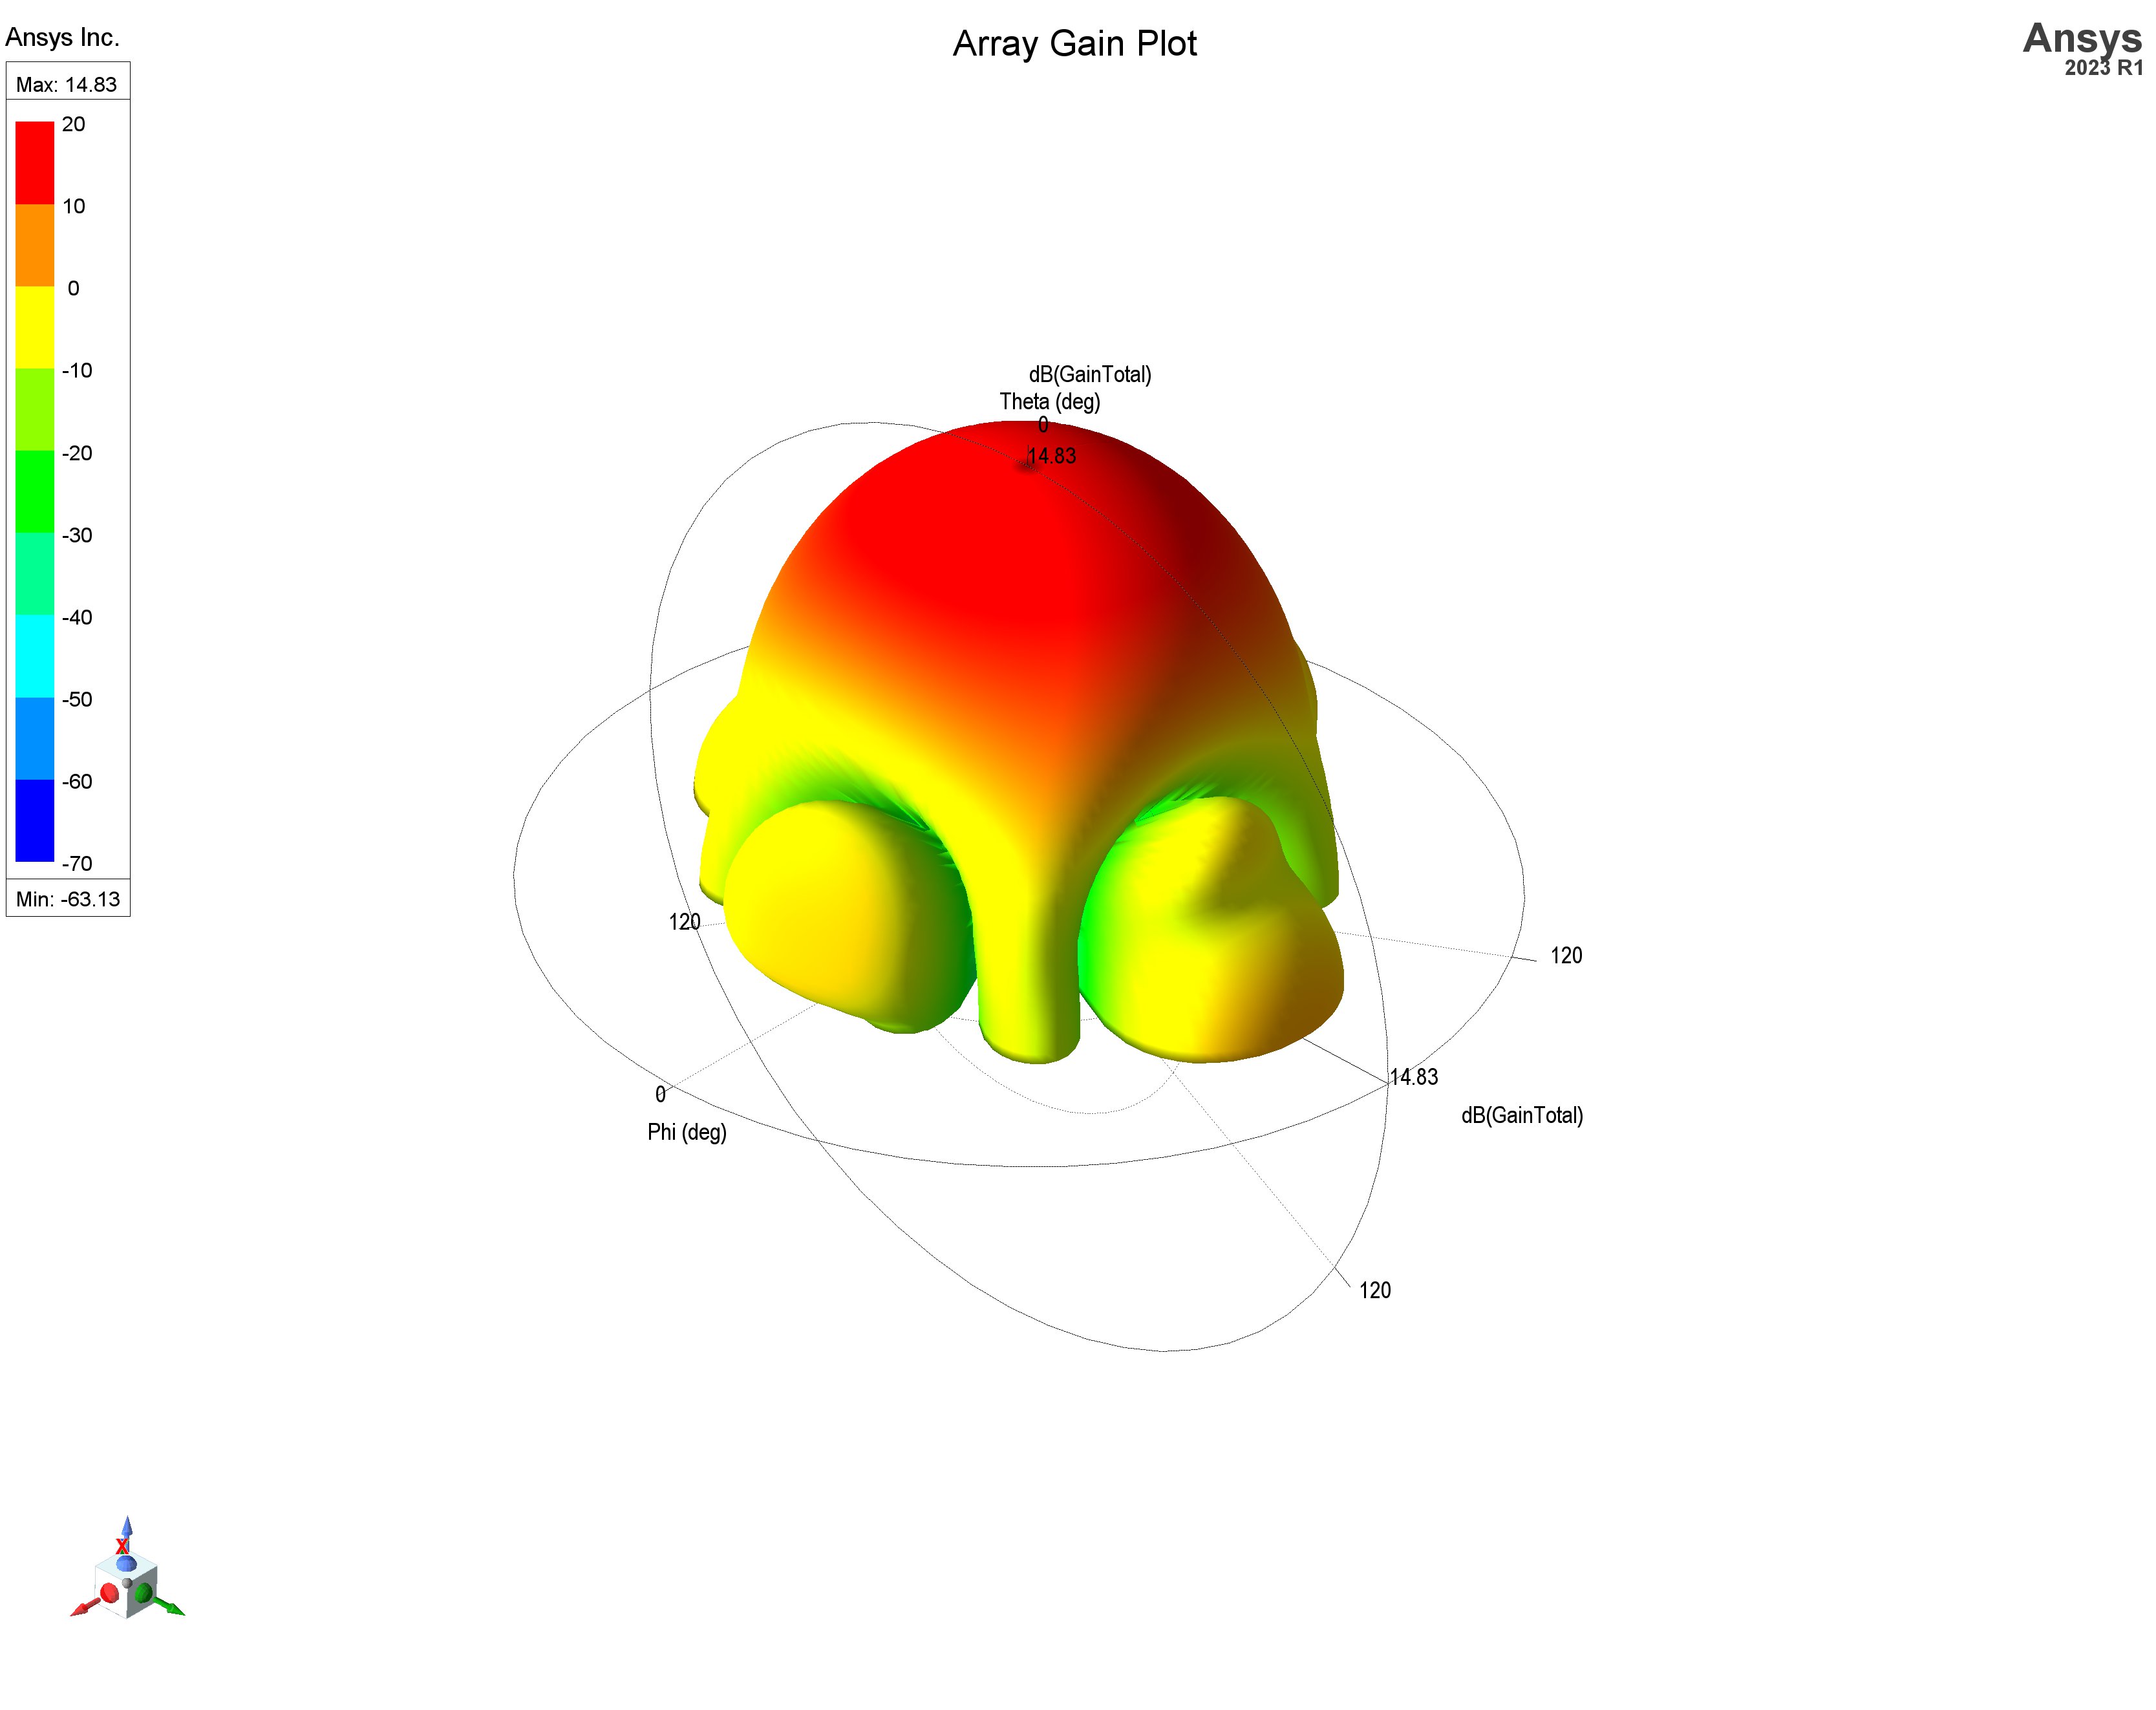 Ansys Inc.
Array Gain Plot
Ansys
2023 R1
Max: 14.83
20
10
0
-10
-20
-30
-40
-50
-60
-70
Min: -63.13
dB(GainTotal)
Theta (deg)
0
14.83
120
120
0
Phi (deg)
14.83
dB(GainTotal)
120
X